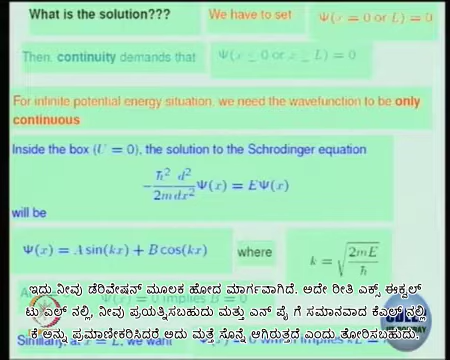 What is the solution??? We have to set Ψ(x = 0 or L) = 0
Then, continuity demands that Ψ(x ≤ 0 or x ≥ L) = 0
For infinite potential energy situation, we need the wavefunction to be only
continuous
Inside the box (U = 0), the solution to the Schrodinger equation
-ℏ²/2m d²/dx² Ψ(x) = EΨ(x)
will be
Ψ(x) = A sin(kx) + B cos(kx) where k = √(2mE/ℏ)
ಇದು ನೀವು ಡೆರಿವೇಷನ್ ಮೂಲಕ ಹೋದ ಮಾರ್ಗವಾಗಿದೆ. ಅದೇ ರೀತಿ ಎಕ್ಸ್ ಈಕ್ವಲ್
ಟು ಎಲ್ ನಲ್ಲಿ, ನೀವು ಪ್ರಯತ್ನಿಸಬಹುದು ಮತ್ತು ಎನ್ ಪೈ ಗೆ ಸಮಾನವಾದ ಕೆಎಲ್ ನಲ್ಲಿ
ಕೆ ಅನ್ನು ಪ್ರಮಾಣೀಕರಿಸಿದರೆ ಅದು ಮತ್ತೆ ಸೊನ್ನೆ ಆಗಿರುತ್ತದೆ ಎಂದು ತೋರಿಸಬಹುದು.
Similarly at x = L, we want